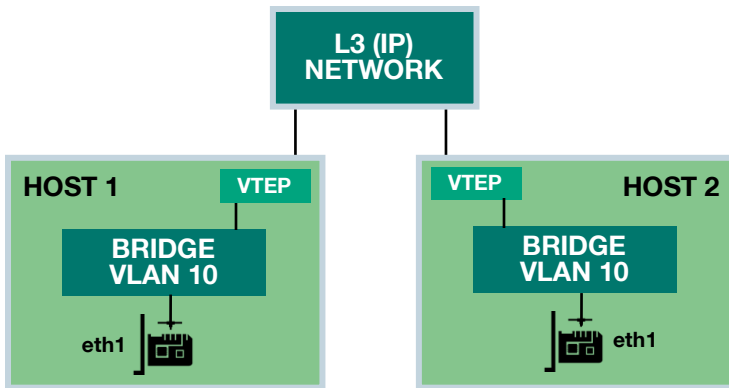 L3 (IP)
NETWORK
HOST 1
VTEP
BRIDGE
VLAN 10
eth1
VTEP
HOST 2
BRIDGE
VLAN 10
eth1